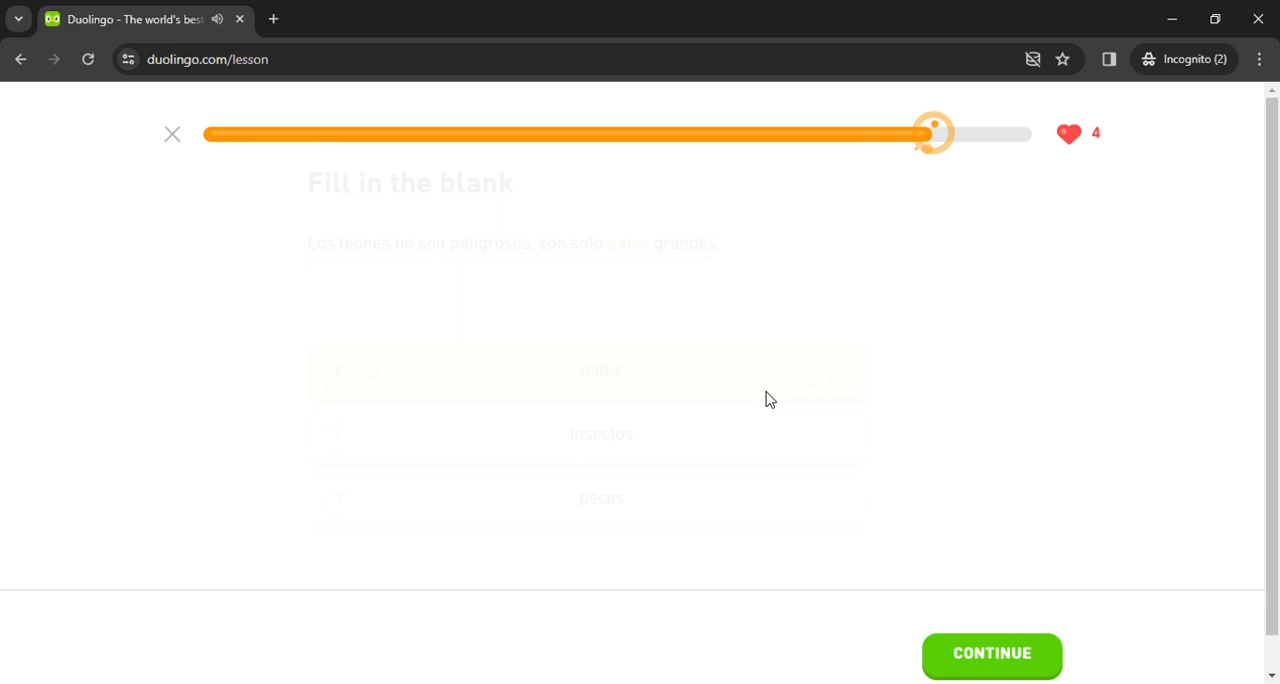 Duolingo - The world's bes
duolingo.com/lesson
Incognito (2)
4
Fill in the blank
Los leones no son peligrosos, son solo gatos grandes.
1 gatos
2 insectos
3 peces
CONTINUE